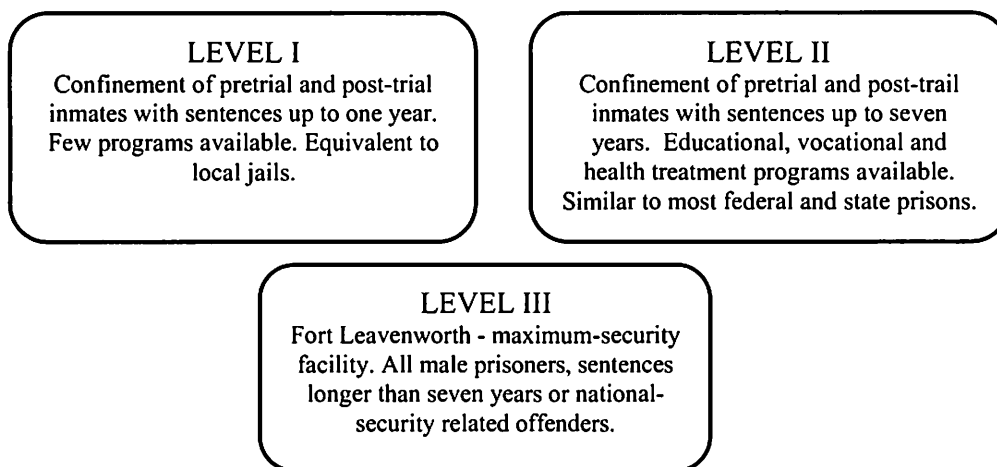 LEVEL I
Confinement of pretrial and post-trial
inmates with sentences up to one year.
Few programs available. Equivalent to
local jails.
LEVEL II
Confinement of pretrial and post-trail
inmates with sentences up to seven
years. Educational, vocational and
health treatment programs available.
Similar to most federal and state prisons.
LEVEL III
Fort Leavenworth - maximum-security
facility. All male prisoners, sentences
longer than seven years or national-
security related offenders.